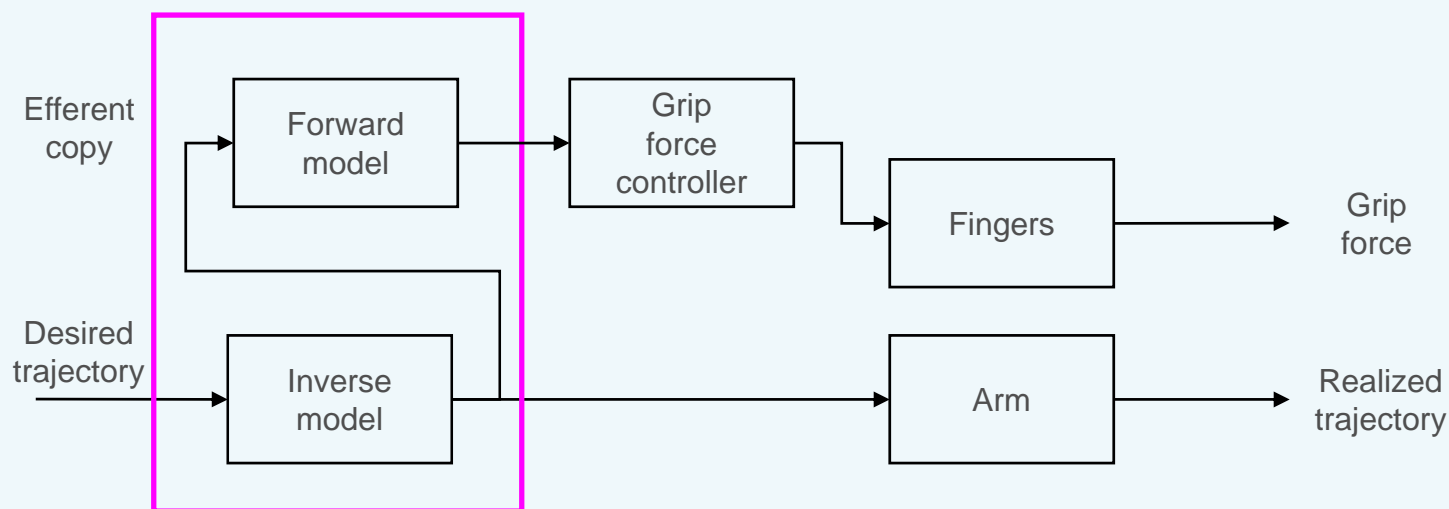 Efferent
copy
Forward
model
Grip
force
controller
Fingers
Grip
force
Desired
trajectory
Inverse
model
Arm
Realized
trajectory